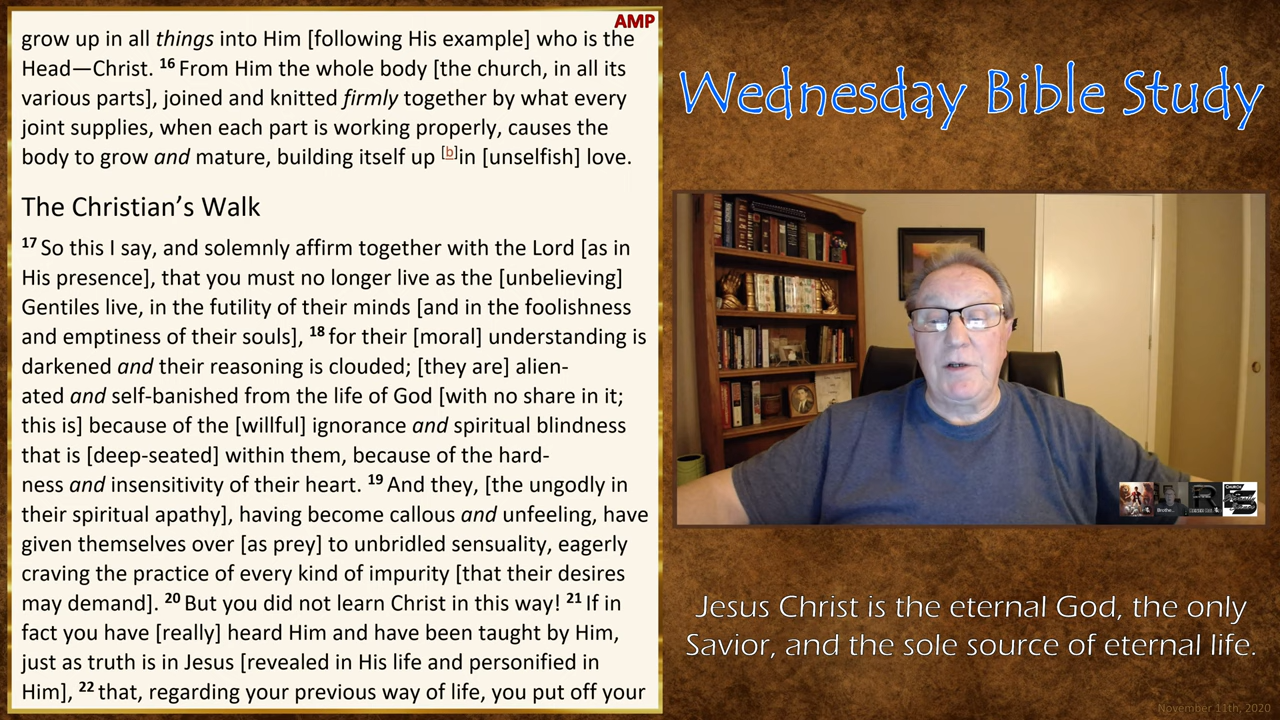 AMP
grow up in all things into Him [following His example] who is the
Head—Christ. 16 From Him the whole body [the church, in all its
various parts], joined and knitted firmly together by what every
joint supplies, when each part is working properly, causes the
body to grow and mature, building itself up [b]in [unselfish] love.
The Christian’s Walk
17 So this I say, and solemnly affirm together with the Lord [as in
His presence], that you must no longer live as the [unbelieving]
Gentiles live, in the futility of their minds [and in the foolishness
and emptiness of their souls], 18 for their [moral] understanding is
darkened and their reasoning is clouded; [they are] alien-
ated and self-banished from the life of God [with no share in it;
this is] because of the [willful] ignorance and spiritual blindness
that is [deep-seated] within them, because of the hard-
ness and insensitivity of their heart. 19 And they, [the ungodly in
their spiritual apathy], having become callous and unfeeling, have
given themselves over [as prey] to unbridled sensuality, eagerly
craving the practice of every kind of impurity [that their desires
may demand]. 20 But you did not learn Christ in this way! 21 If in
fact you have [really] heard Him and have been taught by Him,
just as truth is in Jesus [revealed in His life and personified in
Him], 22 that, regarding your previous way of life, you put off your
Wednesday Bible Study
Brothe...
Jesus Christ is the eternal God, the only
Savior, and the sole source of eternal life.
November 11th, 2020